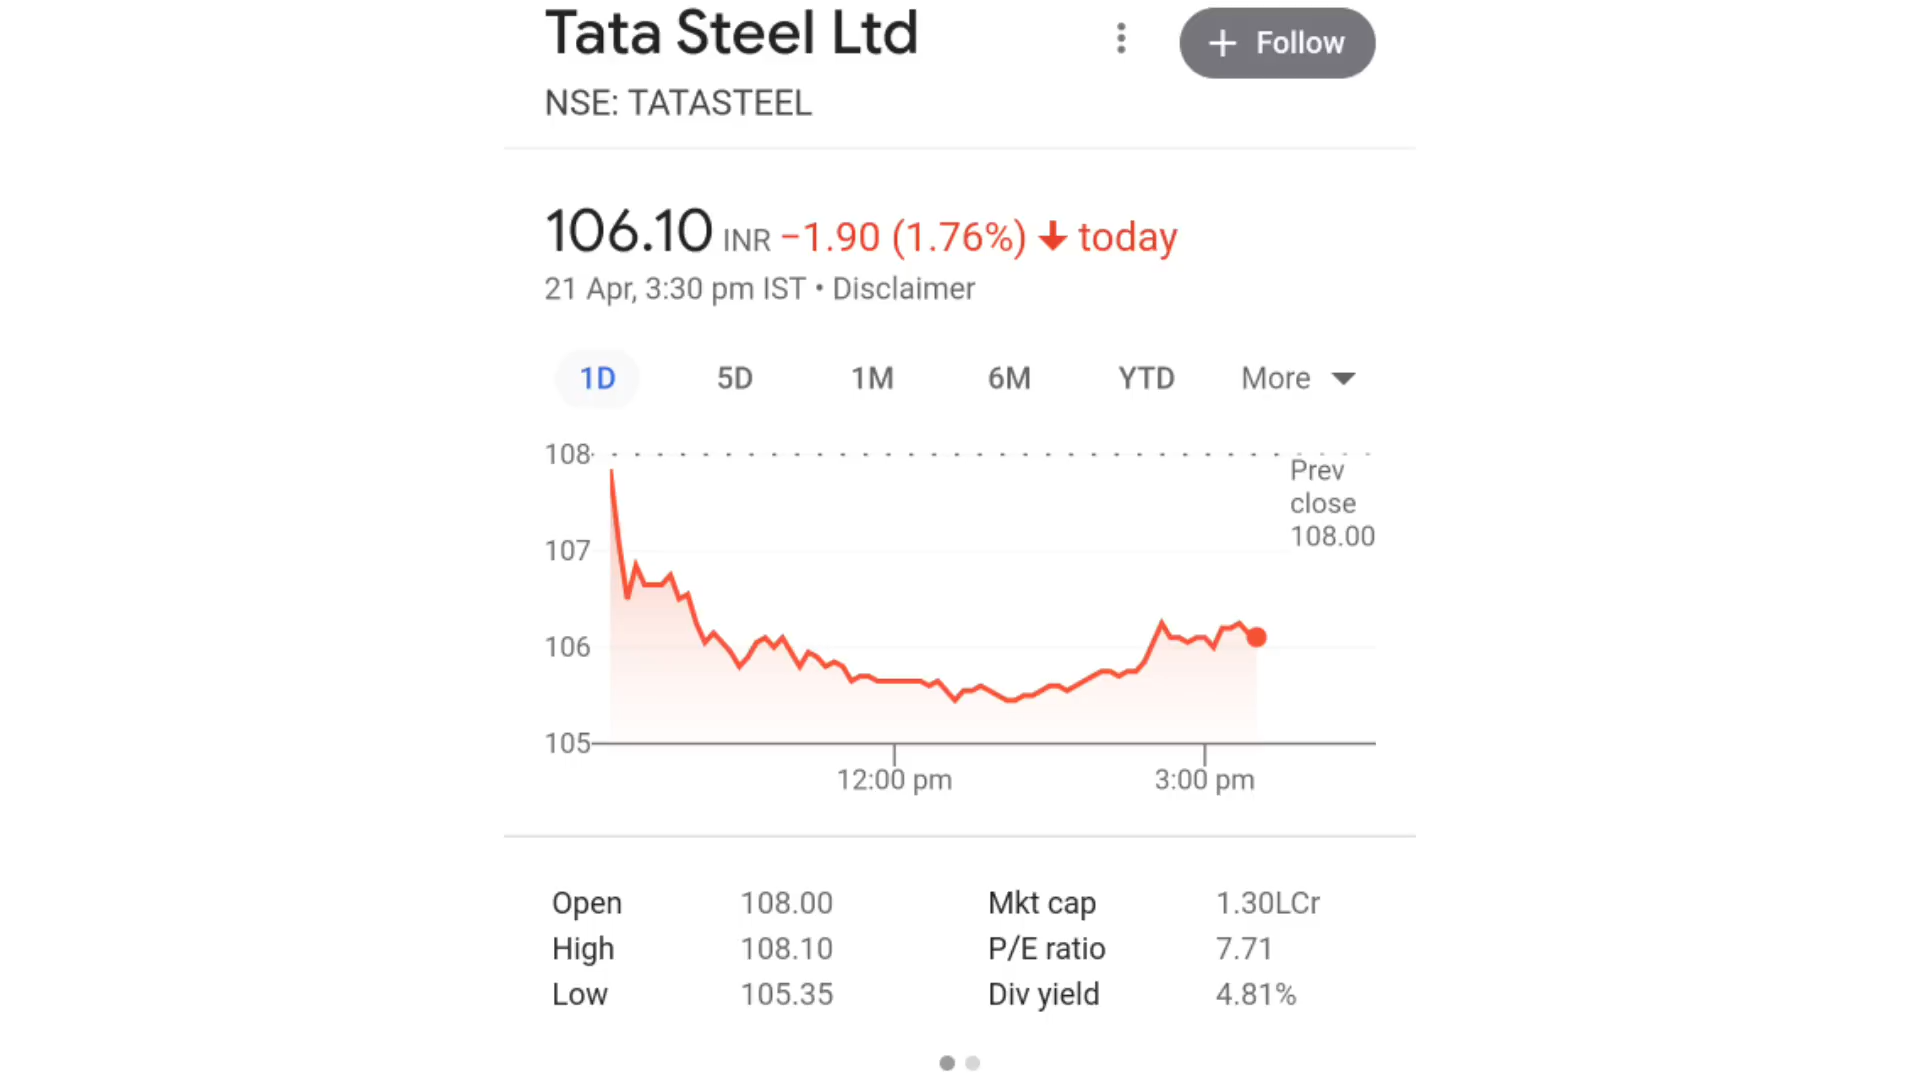 Tata Steel Ltd
+ Follow
NSE: TATASTEEL
106.10 INR −1.90 (1.76%) ↓ today
21 Apr, 3:30 pm IST • Disclaimer
1D 5D 1M 6M YTD More
108
Prev
close
108.00
107
106
105
12:00 pm 3:00 pm
Open 108.00 Mkt cap 1.30LCr
High 108.10 P/E ratio 7.71
Low 105.35 Div yield 4.81%